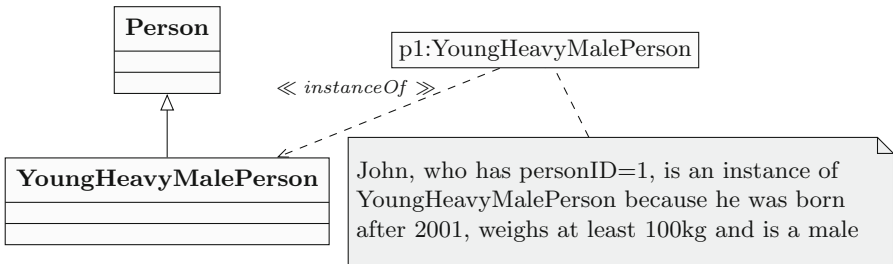 Person
p1:YoungHeavyMalePerson
≪ instanceOf ≫
YoungHeavyMalePerson
John, who has personID=1, is an instance of
YoungHeavyMalePerson because he was born
after 2001, weighs at least 100kg and is a male